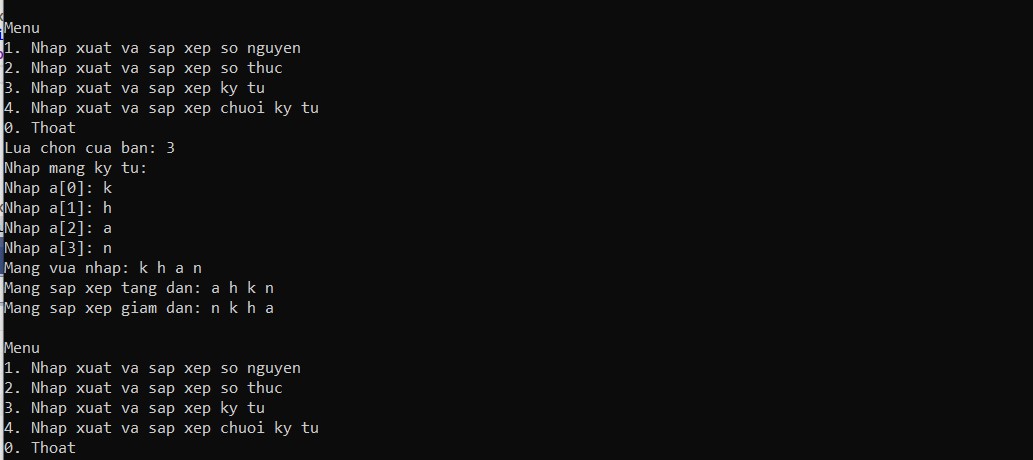 Menu
1. Nhap xuat va sap xep so nguyen
2. Nhap xuat va sap xep so thuc
3. Nhap xuat va sap xep ky tu
4. Nhap xuat va sap xep chuoi ky tu
0. Thoat
Lua chon cua ban: 3
Nhap mang ky tu:
Nhap a[0]: k
Nhap a[1]: h
Nhap a[2]: a
Nhap a[3]: n
Mang vua nhap: k h a n
Mang sap xep tang dan: a h k n
Mang sap xep giam dan: n k h a
Menu
1. Nhap xuat va sap xep so nguyen
2. Nhap xuat va sap xep so thuc
3. Nhap xuat va sap xep ky tu
4. Nhap xuat va sap xep chuoi ky tu
0. Thoat